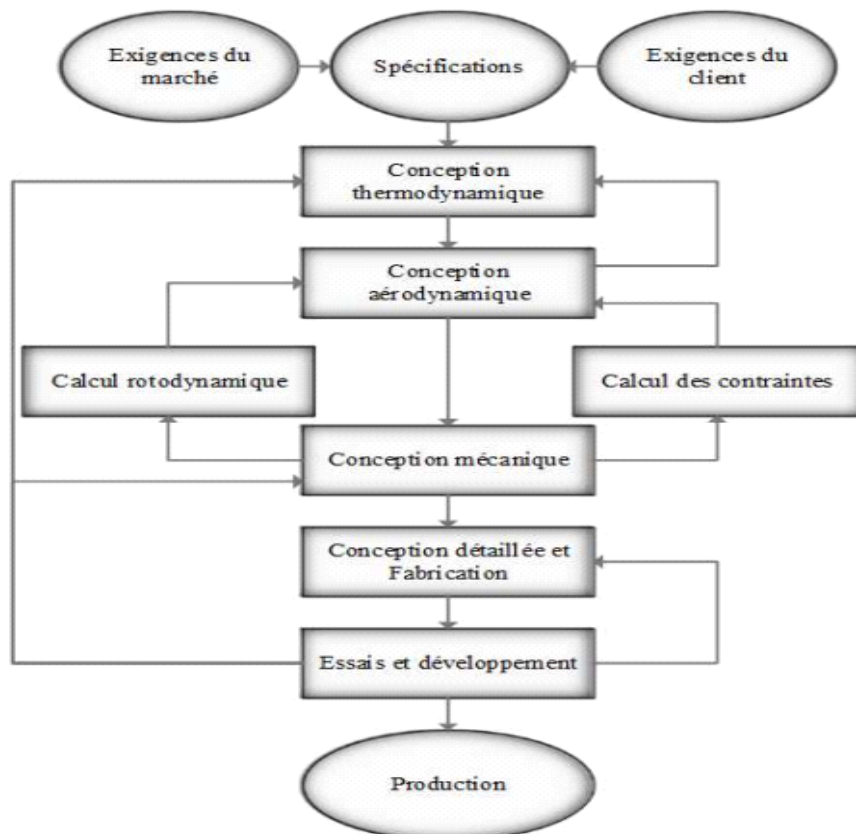 Exigences du
marché
Spécifications
Exigences du
client
Conception
thermodynamique
Conception
aérodynamique
Calcul rotodynamique
Calcul des contraintes
Conception mécanique
Conception détaillée et
Fabrication
Essais et développement
Production